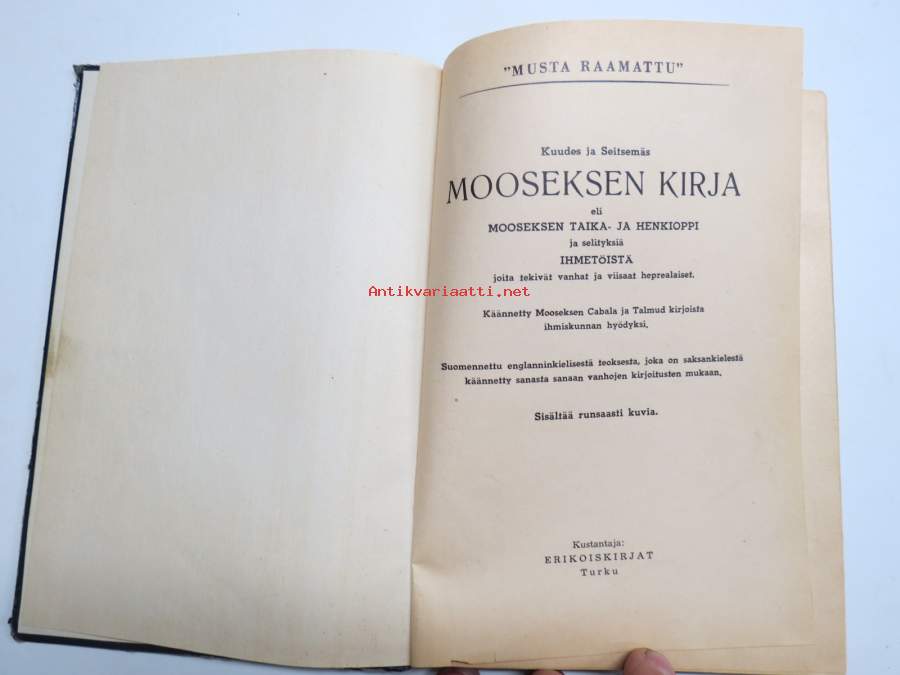 "MUSTA RAAMATTU"
Kuudes ja Seitsemäs
MOOSEKSEN KIRJA
eli
MOOSEKSEN TAIKA- JA HENKIOPPI
ja selityksiä
IHMETÖISTÄ
joita tekivät vanhat ja viisaat heprealaiset.
Antikvariaatti.net
Käännetty Mooseksen Cabala ja Talmud kirjoista
ihmiskunnan hyödyksi.
Suomennettu englanninkielisestä teoksesta, joka on saksankielestä
käännetty sanasta sanaan vanhojen kirjoitusten mukaan.
Sisältää runsaasti kuvia.
Kustantaja:
ERIKOISKIRJAT
Turku